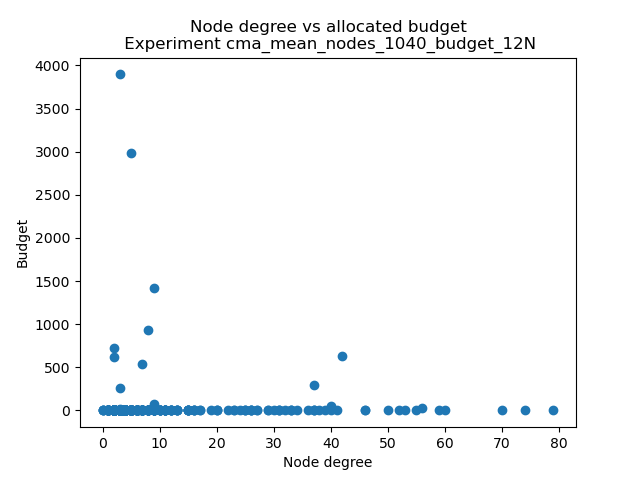 Node degree vs allocated budget
Experiment cma_mean_nodes_1040_budget_12N
4000
3500
3000
2500
2000
1500
1000
500
0
Budget
0 10 20 30 40 50 60 70 80
Node degree